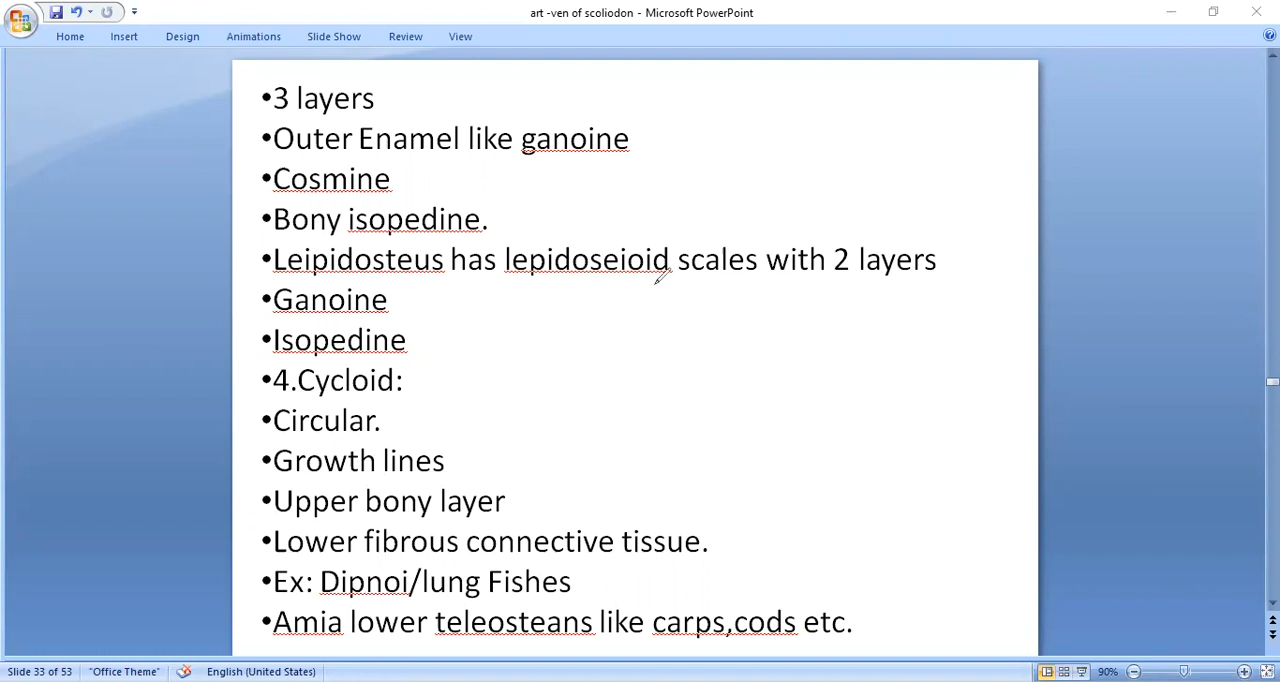 art -ven of scoliodon - Microsoft PowerPoint
Home Insert Design Animations Slide Show Review View
•3 layers
•Outer Enamel like ganoine
•Cosmine
•Bony isopedine.
•Leipidosteus has lepidoseioid scales with 2 layers
•Ganoine
•Isopedine
•4.Cycloid:
•Circular.
•Growth lines
•Upper bony layer
•Lower fibrous connective tissue.
•Ex: Dipnoi/lung Fishes
•Amia lower teleosteans like carps,cods etc.
Slide 33 of 53 "Office Theme" English (United States) 90%